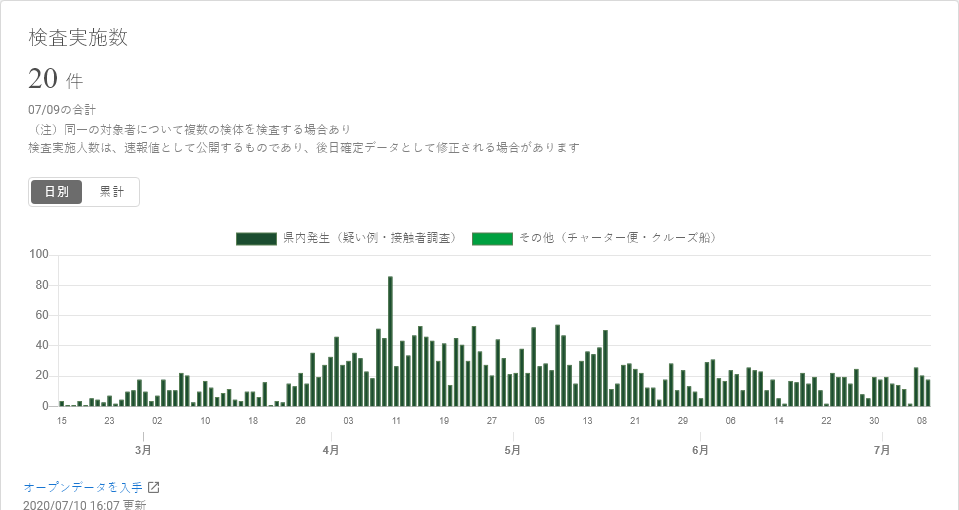 検査実施数
20 件
07/09の合計
（注）同一の対象者について複数の検体を検査する場合あり
検査実施人数は、速報値として公開するものであり、後日確定データとして修正される場合があります
日別 累計
県内発生（疑い例・接触者調査） その他（チャーター便・クルーズ船）
100
80
60
40
20
0
15 23 02 10 18 26 03 11 19 27 05 13 21 29 06 14 22 30 08
3月 4月 5月 6月 7月
オープンデータを入手
2020/07/10 16:07 更新